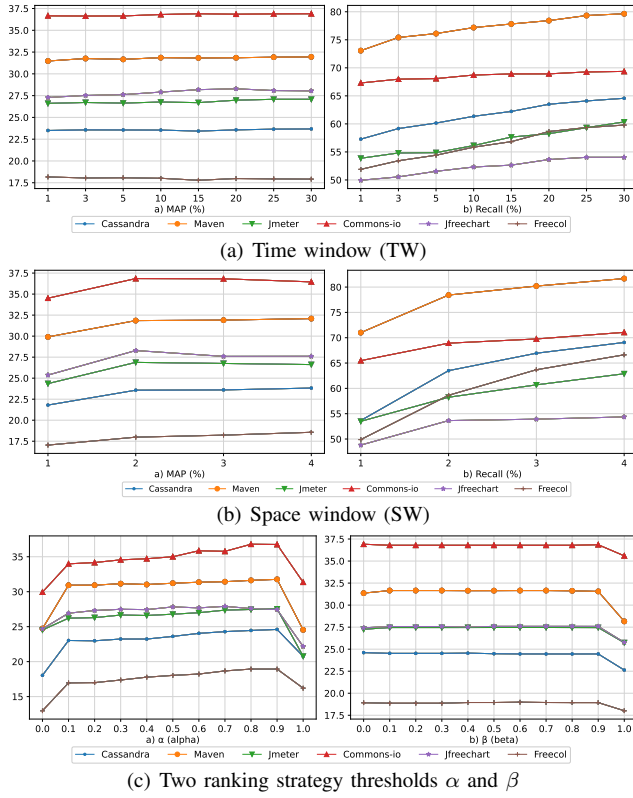 37.5
35.0
32.5
30.0
27.5
25.0
22.5
20.0
17.5
1 3 5 10 15 20 25 30
a) MAP (%)
80
75
70
65
60
55
50
1 3 5 10 15 20 25 30
b) Recall (%)
Cassandra Maven Jmeter Commons-io Jfreechart Freecol
(a) Time window (TW)
37.5
35.0
32.5
30.0
27.5
25.0
22.5
20.0
17.5
1 2 3 4
a) MAP (%)
80
75
70
65
60
55
50
1 2 3 4
b) Recall (%)
Cassandra Maven Jmeter Commons-io Jfreechart Freecol
(b) Space window (SW)
35
30
25
20
15
0.0 0.1 0.2 0.3 0.4 0.5 0.6 0.7 0.8 0.9 1.0
a) α (alpha)
37.5
35.0
32.5
30.0
27.5
25.0
22.5
20.0
17.5
0.0 0.1 0.2 0.3 0.4 0.5 0.6 0.7 0.8 0.9 1.0
b) β (beta)
Cassandra Maven Jmeter Commons-io Jfreechart Freecol
(c) Two ranking strategy thresholds α and β